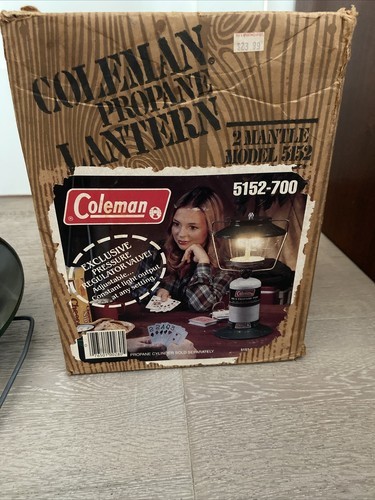 COLEMAN®
PROPANE
LANTERN
2 MANTLE
MODEL 5152
5152-700
Coleman
EXCLUSIVE
PRESSURE
REGULATOR VALVE!
Adjustable...
Constant light output
at any setting.
PROPANE CYLINDER SOLD SEPARATELY